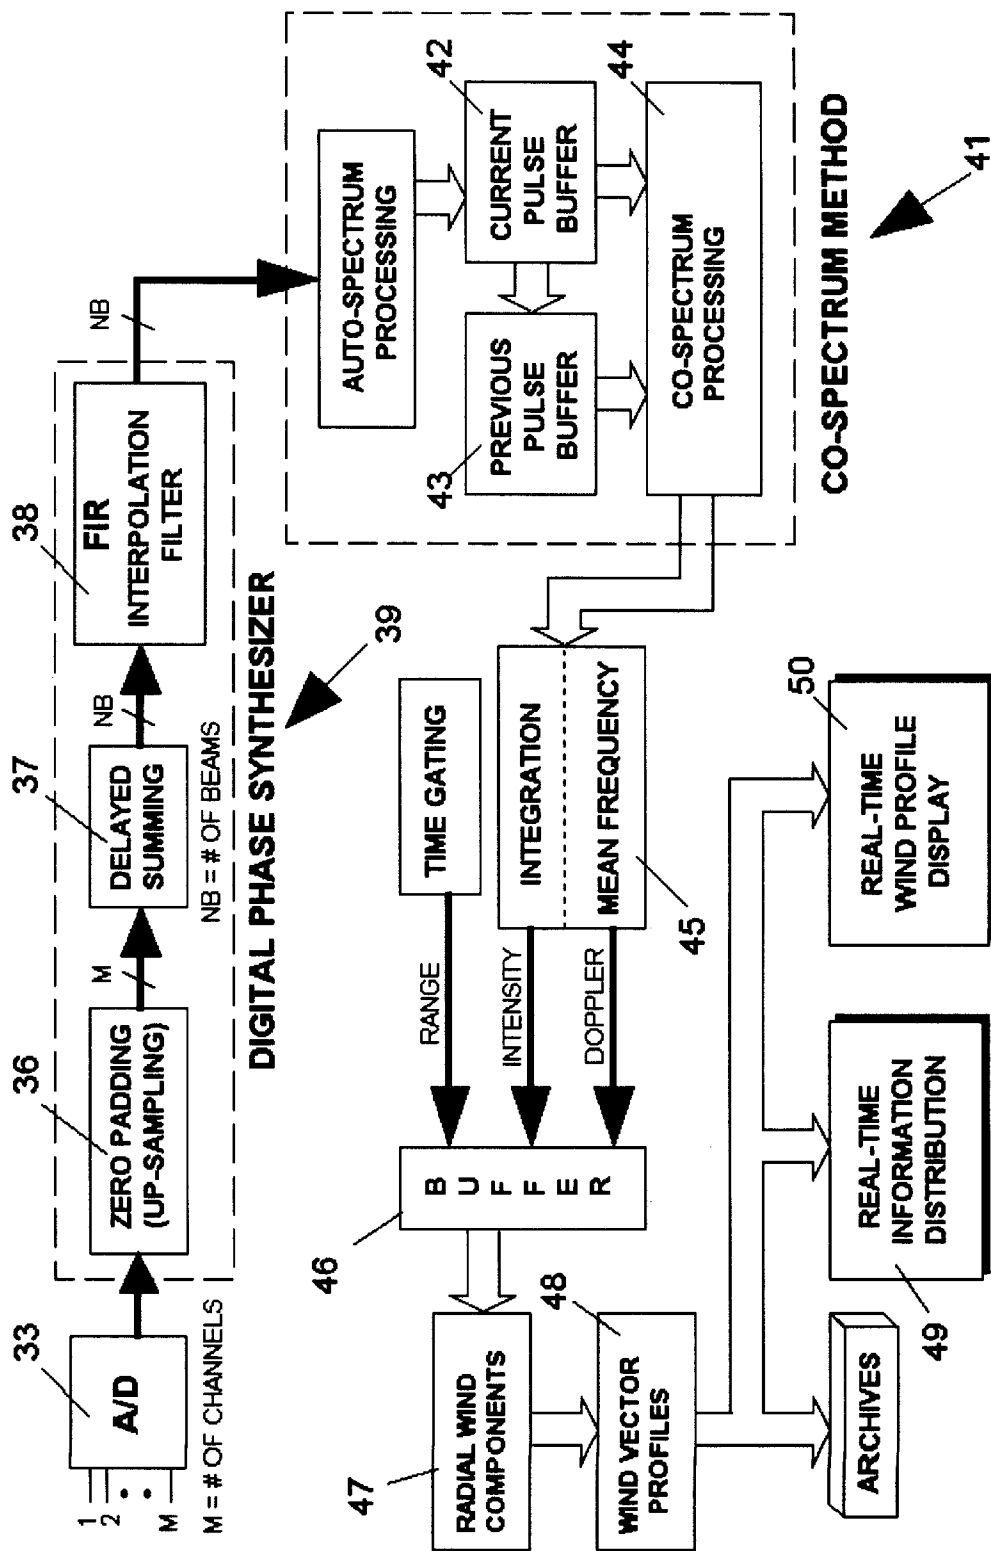 33
36
37
38
1
2
M
A/D
M = # OF CHANNELS
ZERO PADDING
(UP-SAMPLING)
M
DELAYED
SUMMING
NB = # OF BEAMS
NB
FIR
INTERPOLATION
FILTER
NB
DIGITAL PHASE SYNTHESIZER
39
AUTO-SPECTRUM
PROCESSING
42
CURRENT
PULSE
BUFFER
43
PREVIOUS
PULSE
BUFFER
44
CO-SPECTRUM
PROCESSING
CO-SPECTRUM METHOD
41
TIME GATING
INTEGRATION
MEAN FREQUENCY
45
RANGE
INTENSITY
DOPPLER
46
BUFFER
47
RADIAL WIND
COMPONENTS
48
WIND VECTOR
PROFILES
ARCHIVES
49
REAL-TIME
INFORMATION
DISTRIBUTION
50
REAL-TIME
WIND PROFILE
DISPLAY